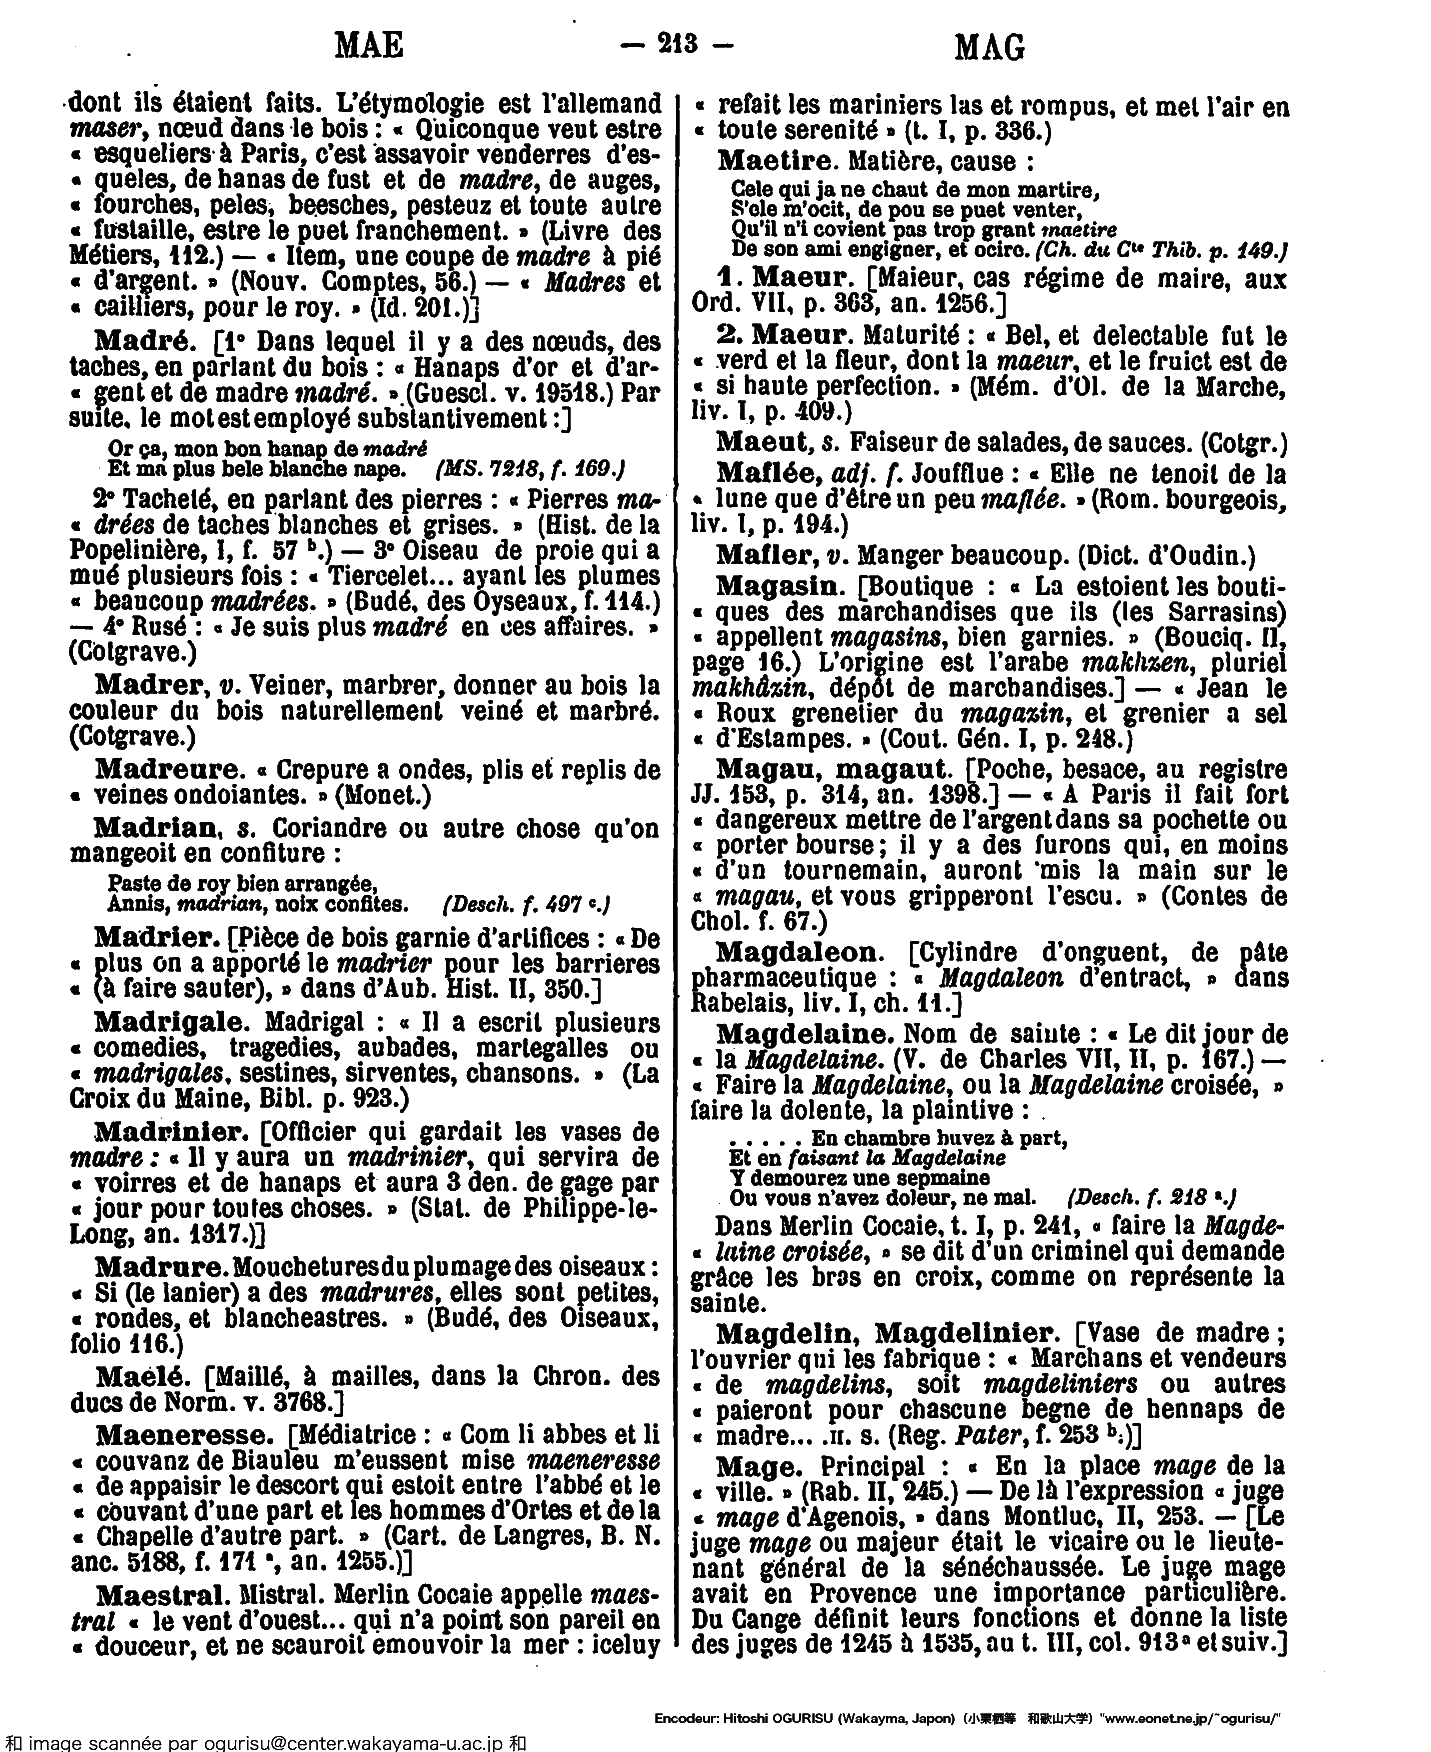 MAE — 213 — MAG
dont ils étaient faits. L'étymologie est l'allemand
maser, nœud dans le bois : « Quiconque veut estre
« esqueliers à Paris, c'est assavoir venderres d'es-
« queles, de hanas de fust et de madre, de auges,
« fourches, peles, beesches, pesteuz et toute autre
« fustaille, estre le puet franchement. » (Livre des
Métiers, 112.) — « Item, une coupe de madre à pié
« d'argent. » (Nouv. Comptes, 56.) — « Madres et
« cailliers, pour le roy. » (Id. 201.)]
Madré. [1° Dans lequel il y a des nœuds, des
taches, en parlant du bois : « Hanaps d'or et d'ar-
« gent et de madre madré. » (Guescl. v. 19518.) Par
suite, le mot est employé substantivement :]
Or ça, mon bon hanap de madré
Et ma plus bele blanche nape. (MS. 7218, f. 169.)
2° Tacheté, en parlant des pierres : « Pierres ma-
« drées de taches blanches et grises. » (Hist. de la
Popelinière, I, f. 57 b.) — 3° Oiseau de proie qui a
mué plusieurs fois : « Tiercelet... ayant les plumes
« beaucoup madrées. » (Budé, des Oyseaux, f. 114.)
— 4° Rusé : « Je suis plus madré en ces affaires. »
(Cotgrave.)
Madrer, v. Veiner, marbrer, donner au bois la
couleur du bois naturellement veiné et marbré.
(Cotgrave.)
Madreure. « Crepure a ondes, plis et replis de
« veines ondoiantes. » (Monet.)
Madrian, s. Coriandre ou autre chose qu'on
mangeoit en confiture :
Paste de roy bien arrangée,
Annis, madrian, noix confites. (Desch. f. 497 c.)
Madrier. [Pièce de bois garnie d'artifices : « De
« plus on a apporté le madrier pour les barrieres
« (à faire sauter), » dans d'Aub. Hist. II, 350.]
Madrigale. Madrigal : « Il a escrit plusieurs
« comedies, tragedies, aubades, martegalles ou
« madrigales, sestines, sirventes, chansons. » (La
Croix du Maine, Bibl. p. 923.)
Madrinier. [Officier qui gardait les vases de
madre : « Il y aura un madrinier, qui servira de
« voirres et de hanaps et aura 3 den. de gage par
« jour pour toutes choses. » (Stat. de Philippe-le-
Long, an. 1317.)]
Madrure. Mouchetures du plumage des oiseaux :
« Si (le lanier) a des madrures, elles sont petites,
« rondes, et blancheastres. » (Budé, des Oiseaux,
folio 116.)
Maelé. [Maillé, à mailles, dans la Chron. des
ducs de Norm. v. 3768.]
Maeneresse. [Médiatrice : « Com li abbes et li
« couvanz de Biauleu m'eussent mise maeneresse
« de appaisir le descort qui estoit entre l'abbé et le
« couvant d'une part et les hommes d'Ortes et de la
« Chapelle d'autre part. » (Cart. de Langres, B. N.
anc. 5188, f. 171 a, an. 1255.)]
Maestral. Mistral. Merlin Cocaie appelle maes-
tral « le vent d'ouest... qui n'a point son pareil en
« douceur, et ne scauroit emouvoir la mer : iceluy
« refait les mariniers las et rompus, et met l'air en
« toute serenité » (t. I, p. 336.)
Maetire. Matière, cause :
Cele qui ja ne chaut de mon martire,
S'ele m'ocit, de pou se puet venter,
Qu'il n'i covient pas trop grant maetire
De son ami engigner, et ocire. (Ch. du Cte Thib. p. 149.)
1. Maeur. [Maieur, cas régime de maire, aux
Ord. VII, p. 363, an. 1256.]
2. Maeur. Maturité : « Bel, et delectable fut le
« verd et la fleur, dont la maeur, et le fruict est de
« si haute perfection. » (Mém. d'Ol. de la Marche,
liv. I, p. 409.)
Maeut, s. Faiseur de salades, de sauces. (Cotgr.)
Maflée, adj. f. Joufflue : « Elle ne tenoit de la
« lune que d'être un peu maflée. » (Rom. bourgeois,
liv. I, p. 194.)
Mafler, v. Manger beaucoup. (Dict. d'Oudin.)
Magasin. [Boutique : « La estoient les bouti-
« ques des marchandises que ils (les Sarrasins)
« appellent magasins, bien garnies. » (Bouciq. II,
page 16.) L'origine est l'arabe makhzen, pluriel
makhâzin, dépôt de marchandises.] — « Jean le
« Roux grenetier du magazin, et grenier a sel
« d'Estampes. » (Cout. Gén. I, p. 248.)
Magau, magaut. [Poche, besace, au registre
JJ. 153, p. 314, an. 1398.] — « A Paris il fait fort
« dangereux mettre de l'argent dans sa pochette ou
« porter bourse ; il y a des furons qui, en moins
« d'un tournemain, auront mis la main sur le
« magau, et vous gripperont l'escu. » (Contes de
Chol. f. 67.)
Magdaleon. [Cylindre d'onguent, de pâte
pharmaceutique : « Magdaleon d'entract, » dans
Rabelais, liv. I, ch. 11.]
Magdelaine. Nom de sainte : « Le dit jour de
« la Magdelaine. (V. de Charles VII, II, p. 167.) —
« Faire la Magdelaine, ou la Magdelaine croisée, »
faire la dolente, la plaintive :
..... En chambre buvez à part,
Et en faisant la Magdelaine
Y demourez une sepmaine
Ou vous n'avez doleur, ne mal. (Desch. f. 218 a.)
Dans Merlin Cocaie, t. I, p. 241, « faire la Magde-
« laine croisée, » se dit d'un criminel qui demande
grâce les bras en croix, comme on représente la
sainte.
Magdelin, Magdelinier. [Vase de madre ;
l'ouvrier qui les fabrique : « Marchans et vendeurs
« de magdelins, soit magdeliniers ou autres
« paieront pour chascune begne de hennaps de
« madre... .II. s. (Reg. Pater, f. 253 b.)]
Mage. Principal : « En la place mage de la
« ville. » (Rab. II, 245.) — De là l'expression « juge
« mage d'Agenois, » dans Montluc, II, 253. — [Le
juge mage ou majeur était le vicaire ou le lieute-
nant général de la sénéchaussée. Le juge mage
avait en Provence une importance particulière.
Du Cange définit leurs fonctions et donne la liste
des juges de 1245 à 1535, au t. III, col. 913 a et suiv.]
Encodeur: Hitoshi OGURISU (Wakayma, Japon) (小栗栖等 和歌山大学) "www.eonet.ne.jp/~ogurisu/"
和 image scannée par ogurisu@center.wakayama-u.ac.jp 和